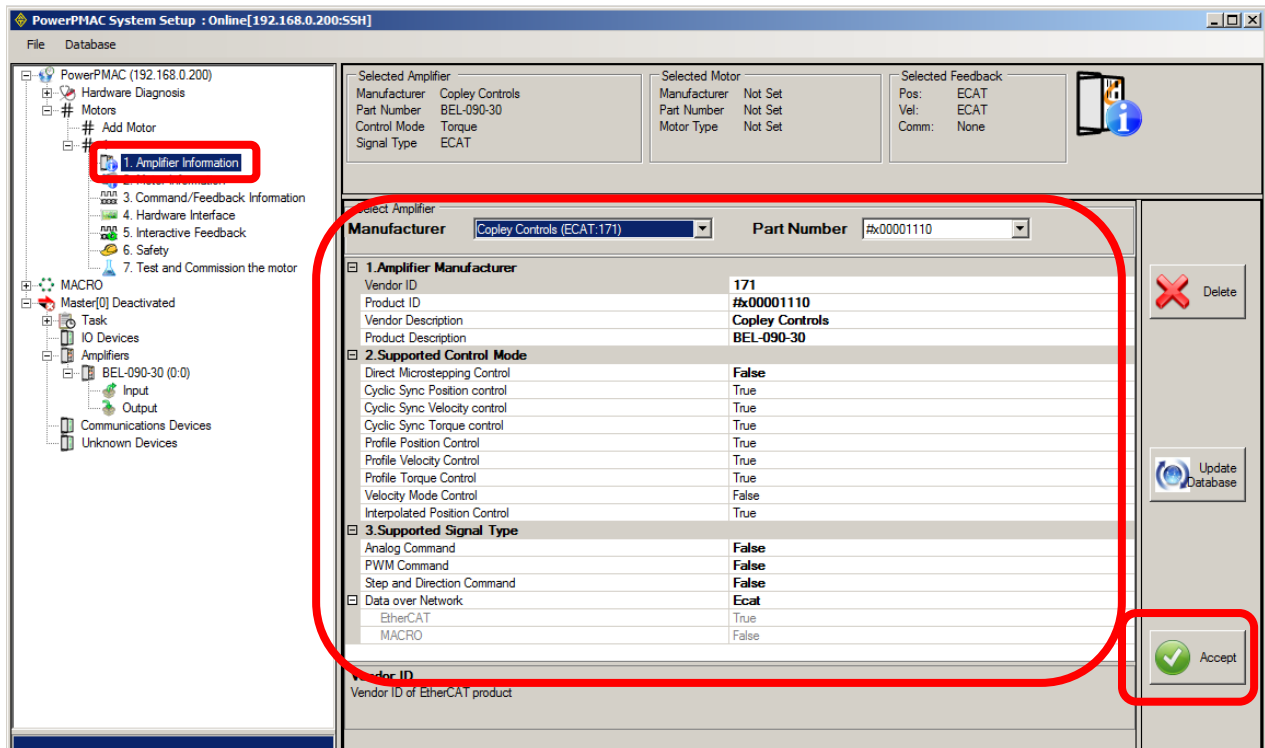 PowerPMAC System Setup : Online[192.168.0.200:SSH]
File Database
PowerPMAC (192.168.0.200)
Hardware Diagnosis
Motors
Add Motor
1. Amplifier Information
3. Command/Feedback Information
4. Hardware Interface
5. Interactive Feedback
6. Safety
7. Test and Commission the motor
MACRO
Master[0] Deactivated
Task
IO Devices
Amplifiers
BEL-090-30 (0:0)
Input
Output
Communications Devices
Unknown Devices
Selected Amplifier
Manufacturer Copley Controls
Part Number BEL-090-30
Control Mode Torque
Signal Type ECAT
Selected Motor
Manufacturer Not Set
Part Number Not Set
Motor Type Not Set
Selected Feedback
Pos: ECAT
Vel: ECAT
Comm: None
Select Amplifier
Manufacturer Copley Controls (ECAT:171) Part Number #x00001110
1.Amplifier Manufacturer
Vendor ID 171
Product ID #x00001110
Vendor Description Copley Controls
Product Description BEL-090-30
2.Supported Control Mode
Direct Microstepping Control False
Cyclic Sync Position control True
Cyclic Sync Velocity control True
Cyclic Sync Torque control True
Profile Position Control True
Profile Velocity Control True
Profile Torque Control True
Velocity Mode Control False
Interpolated Position Control True
3.Supported Signal Type
Analog Command False
PWM Command False
Step and Direction Command False
Data over Network Ecat
EtherCAT True
MACRO False
Vendor ID
Vendor ID of EtherCAT product
Delete
Update
Database
Accept